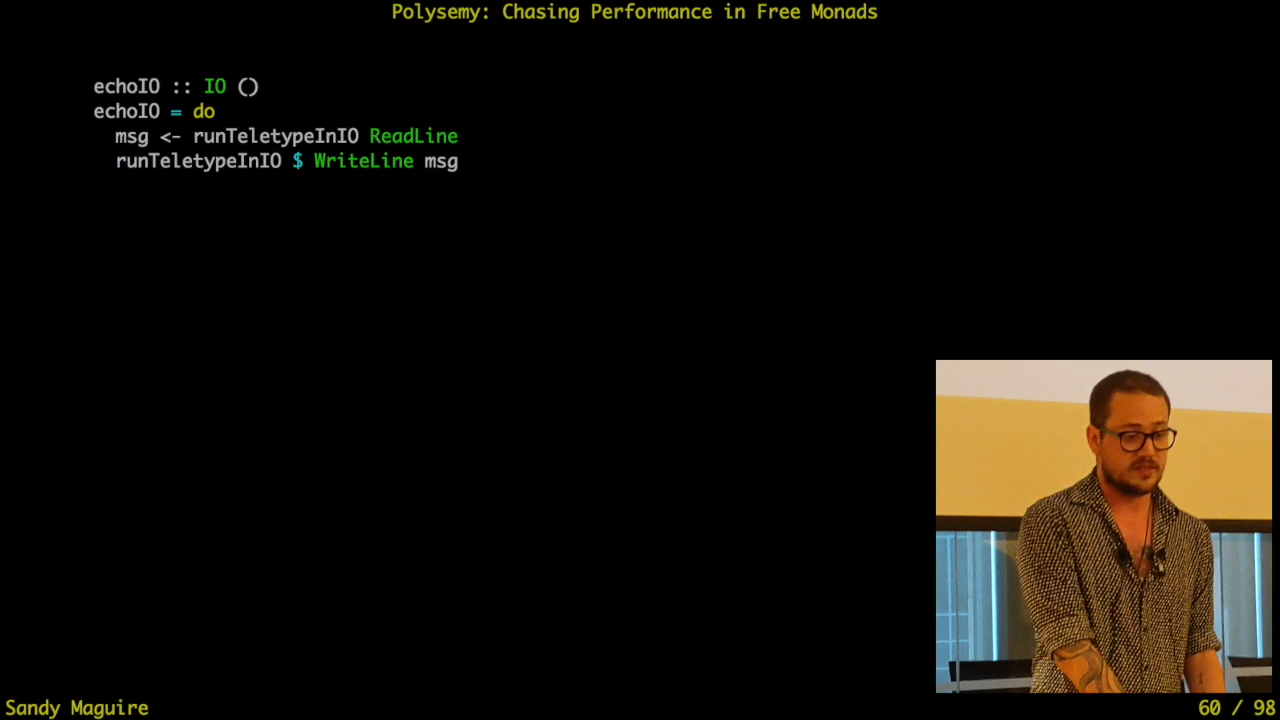 Polysemy: Chasing Performance in Free Monads
echoIO :: IO ()
echoIO = do
  msg <- runTeletypeInIO ReadLine
  runTeletypeInIO $ WriteLine msg
Sandy Maguire
60 / 98